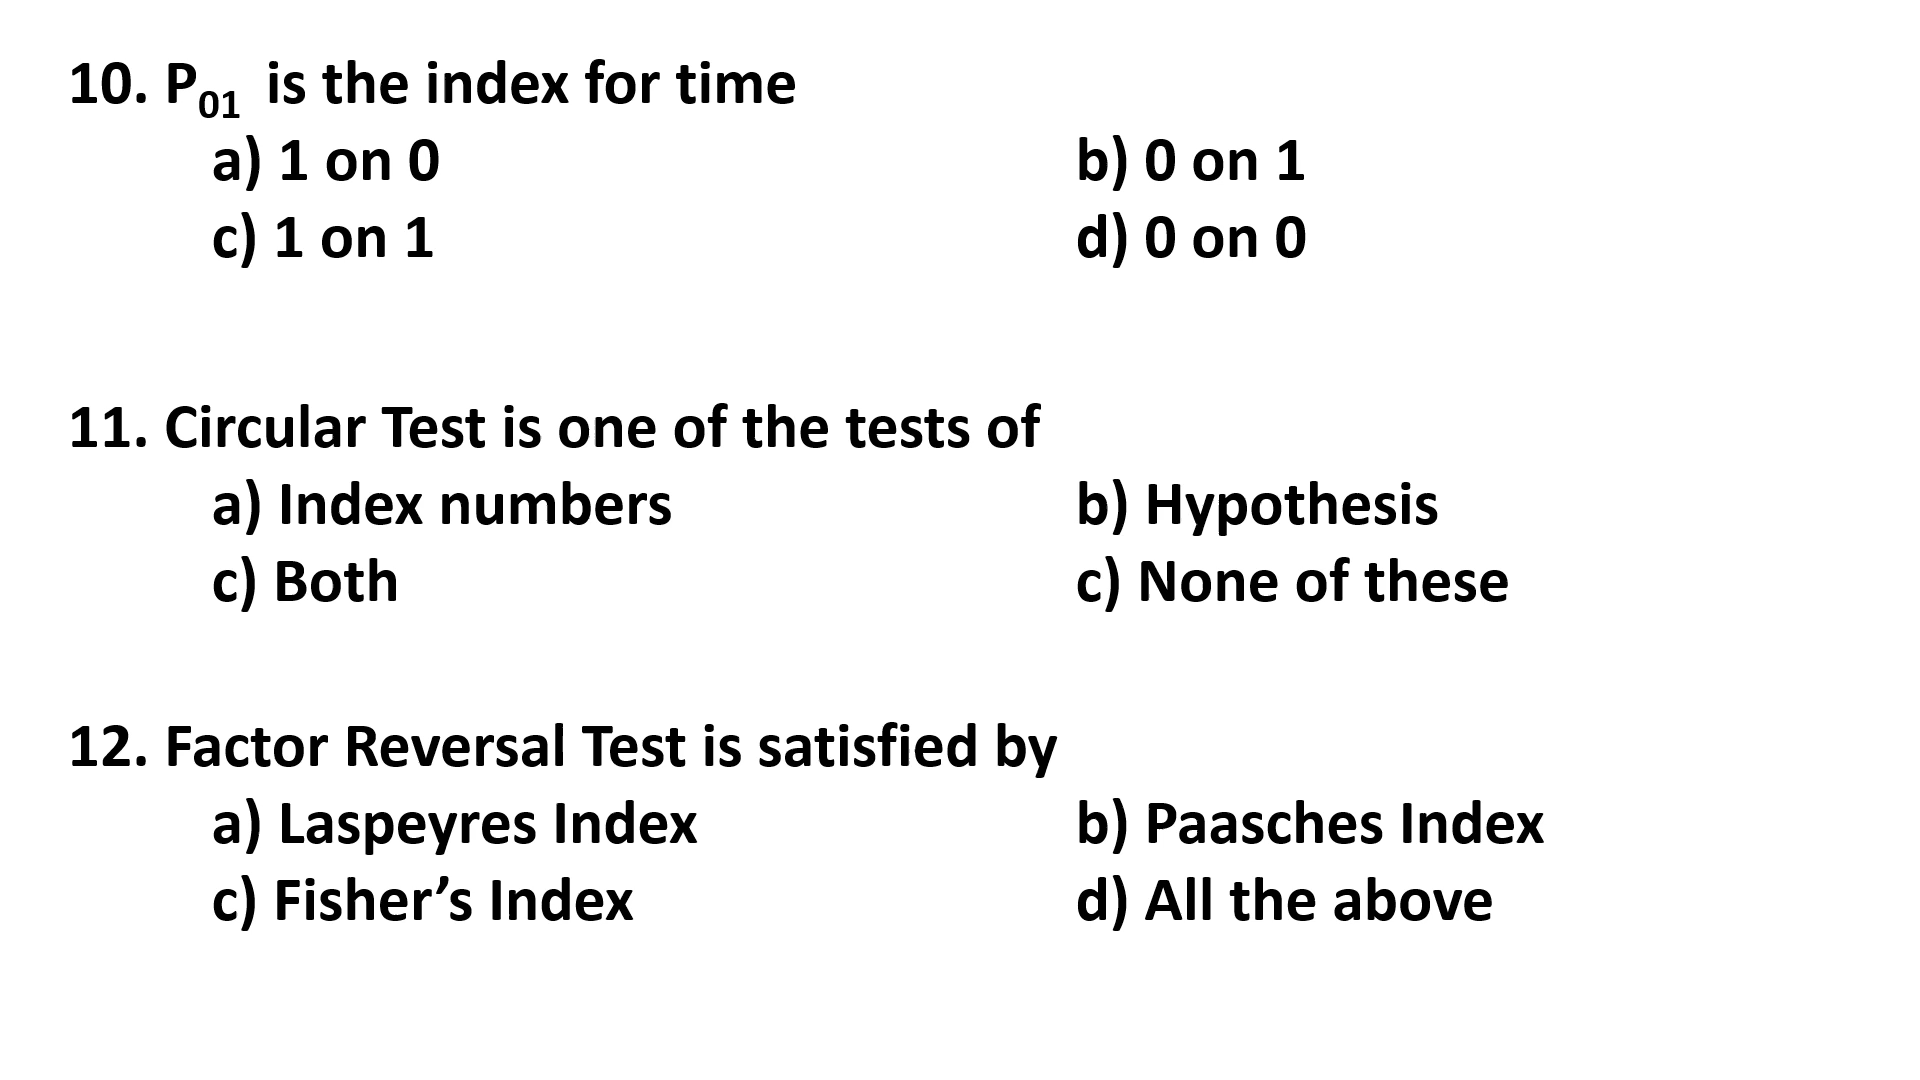 10. P₀₁ is the index for time
a) 1 on 0 b) 0 on 1
c) 1 on 1 d) 0 on 0
11. Circular Test is one of the tests of
a) Index numbers b) Hypothesis
c) Both c) None of these
12. Factor Reversal Test is satisfied by
a) Laspeyres Index b) Paasches Index
c) Fisher’s Index d) All the above